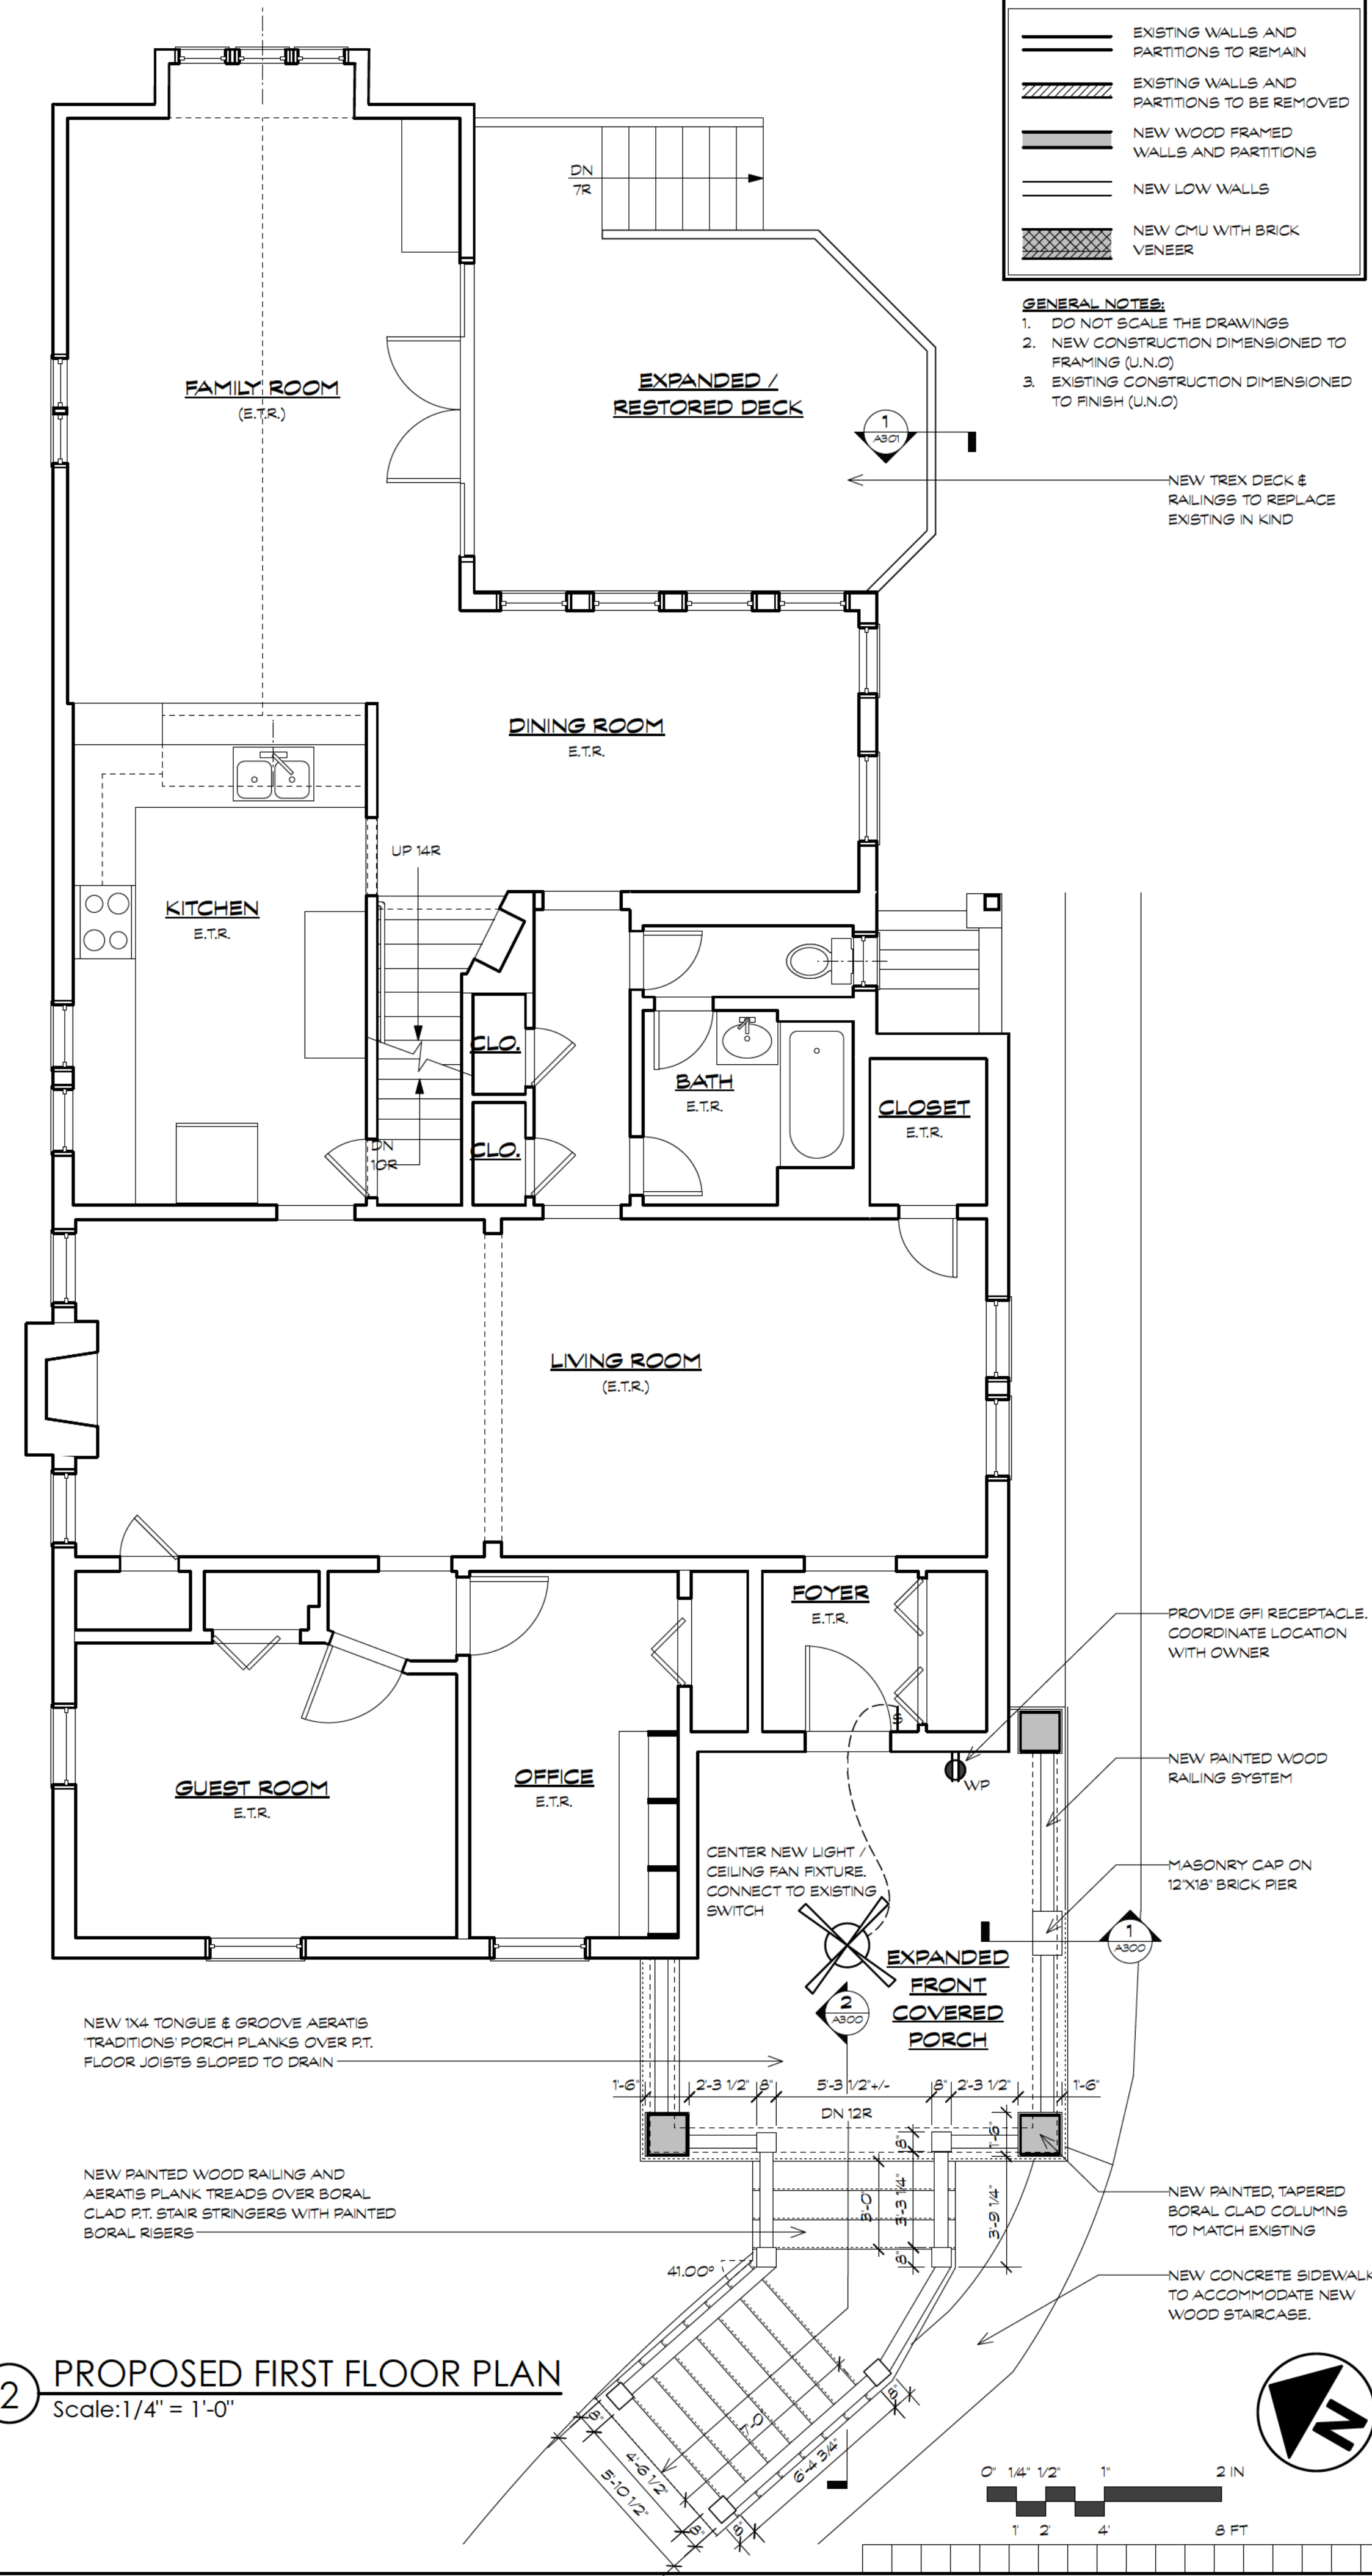 EXISTING WALLS AND
PARTITIONS TO REMAIN
EXISTING WALLS AND
PARTITIONS TO BE REMOVED
NEW WOOD FRAMED
WALLS AND PARTITIONS
NEW LOW WALLS
NEW CMU WITH BRICK
VENEER
GENERAL NOTES:
1. DO NOT SCALE THE DRAWINGS
2. NEW CONSTRUCTION DIMENSIONED TO
FRAMING (U.N.O)
3. EXISTING CONSTRUCTION DIMENSIONED
TO FINISH (U.N.O)
DN
7R
FAMILY ROOM
(E.T.R.)
EXPANDED /
RESTORED DECK
1
A301
NEW TREX DECK &
RAILINGS TO REPLACE
EXISTING IN KIND
DINING ROOM
E.T.R.
UP 14R
KITCHEN
E.T.R.
CLO.
BATH
E.T.R.
CLOSET
E.T.R.
CLO.
DN
10R
LIVING ROOM
(E.T.R.)
FOYER
E.T.R.
PROVIDE GFI RECEPTACLE.
COORDINATE LOCATION
WITH OWNER
S
GUEST ROOM
E.T.R.
OFFICE
E.T.R.
WP
NEW PAINTED WOOD
RAILING SYSTEM
CENTER NEW LIGHT /
CEILING FAN FIXTURE.
CONNECT TO EXISTING
SWITCH
MASONRY CAP ON
12"X18" BRICK PIER
1
A300
EXPANDED
FRONT
COVERED
PORCH
2
A300
NEW 1X4 TONGUE & GROOVE AERATIS
'TRADITIONS' PORCH PLANKS OVER P.T.
FLOOR JOISTS SLOPED TO DRAIN
1'-6" 2'-3 1/2" 8" 5'-3 1/2"+/- 8" 2'-3 1/2" 1'-6"
DN 12R
8"
1'-6"
3'-0"
3'-3 1/4"
3'-9 1/4"
8"
NEW PAINTED WOOD RAILING AND
AERATIS PLANK TREADS OVER BORAL
CLAD P.T. STAIR STRINGERS WITH PAINTED
BORAL RISERS
NEW PAINTED, TAPERED
BORAL CLAD COLUMNS
TO MATCH EXISTING
41.00°
NEW CONCRETE SIDEWALK
TO ACCOMMODATE NEW
WOOD STAIRCASE.
2
PROPOSED FIRST FLOOR PLAN
Scale:1/4" = 1'-0"
8"
8"
4'-6 1/2"
5'-10 1/2"
6'-4 3/4"
8"
8"
N
0" 1/4" 1/2" 1" 2 IN
1' 2' 4' 8 FT